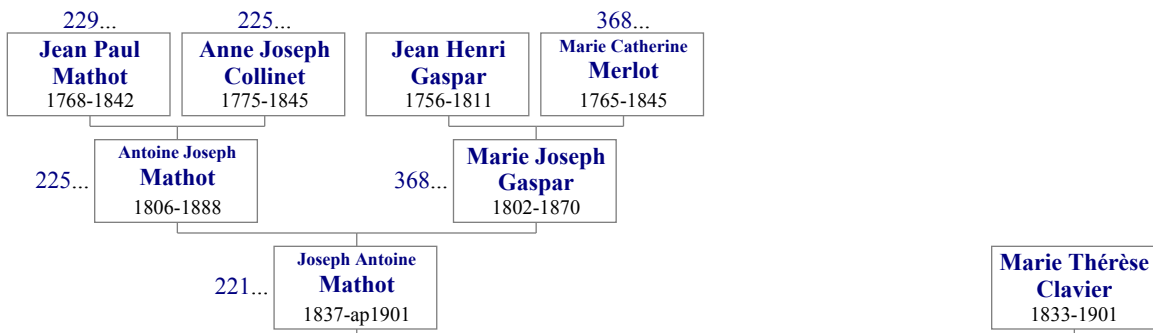 229...
225...
368...
Jean Paul
Mathot
1768-1842
Anne Joseph
Collinet
1775-1845
Jean Henri
Gaspar
1756-1811
Marie Catherine
Merlot
1765-1845
225...
Antoine Joseph
Mathot
1806-1888
368...
Marie Joseph
Gaspar
1802-1870
221...
Joseph Antoine
Mathot
1837-ap1901
Marie Thérèse
Clavier
1833-1901